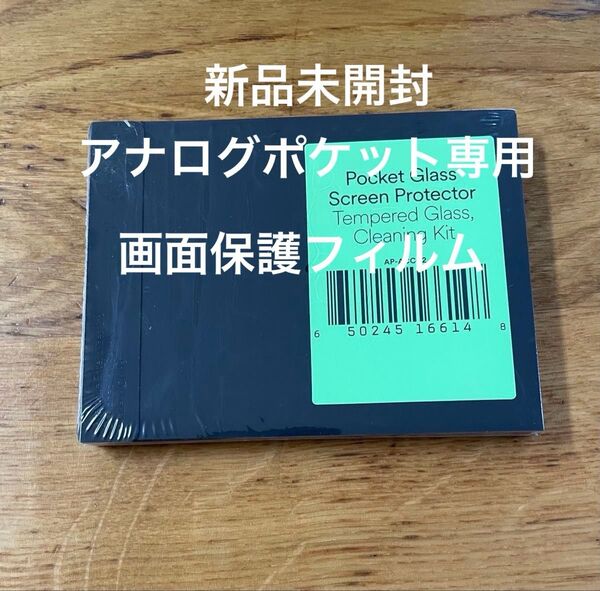 新品未開封
アナログポケット専用
Pocket Glass
Screen Protector
Tempered Glass,
Cleaning Kit
画面保護フィルム
6 50245 16614 8